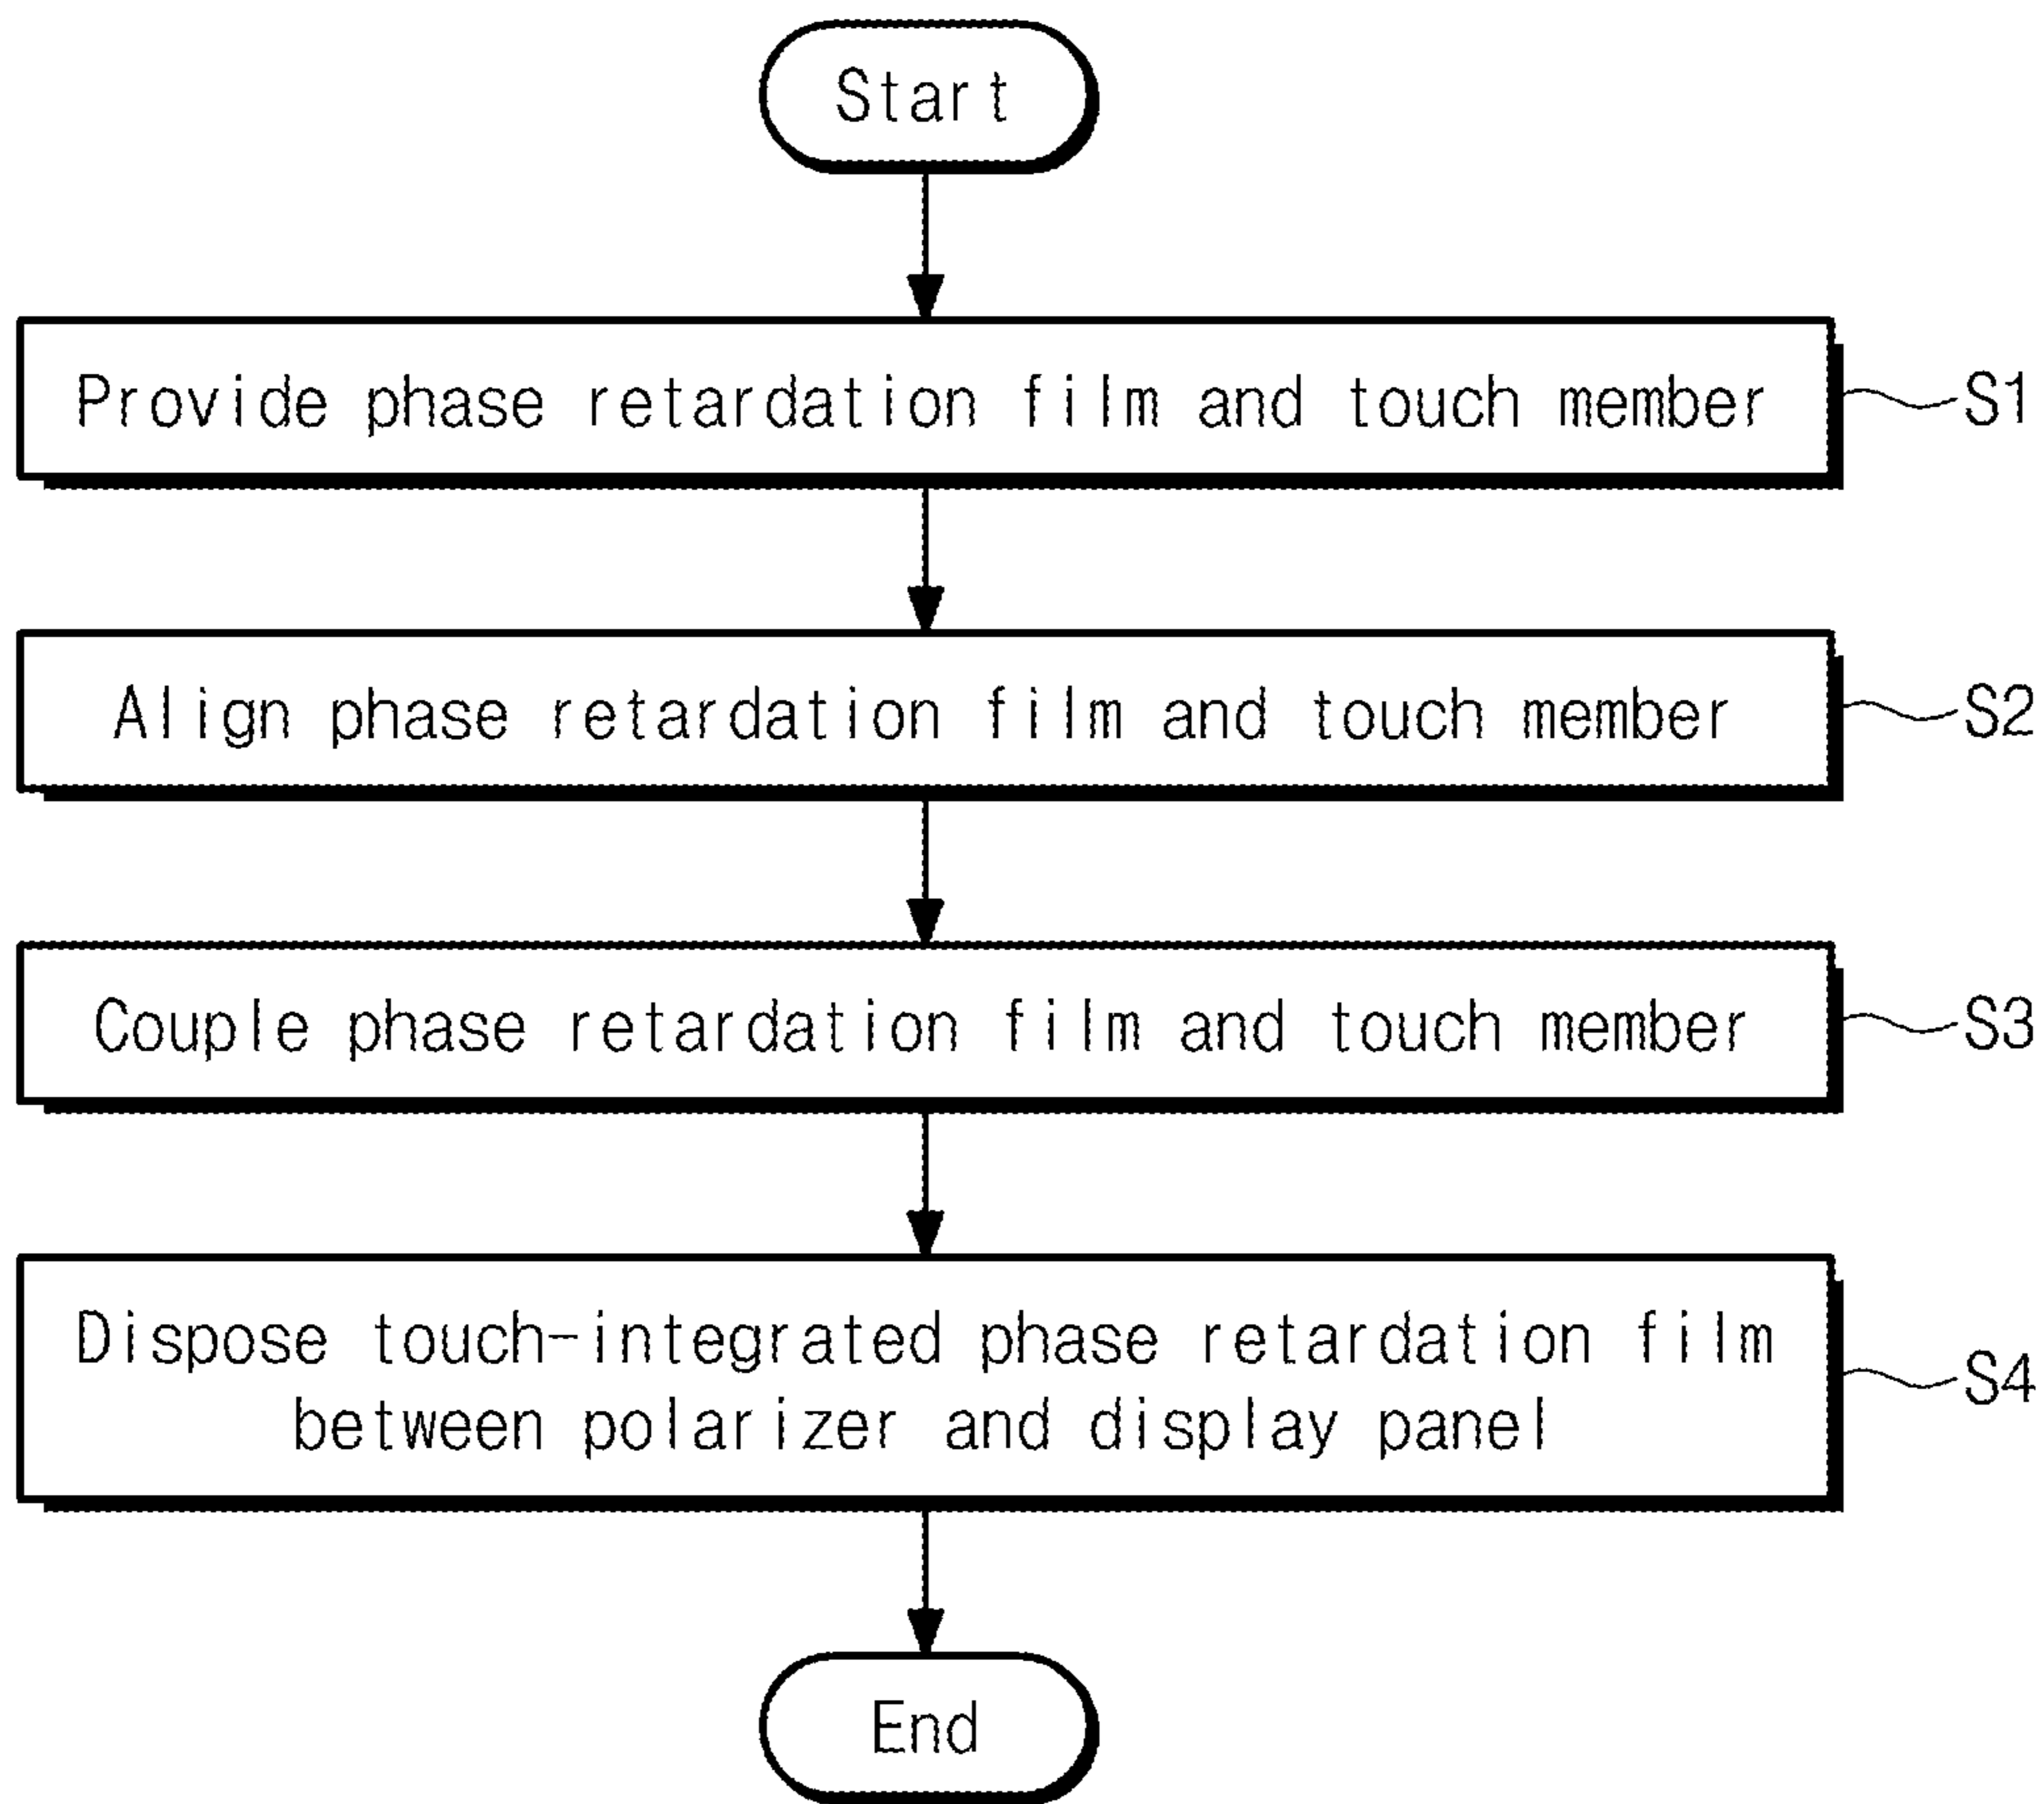 Start
Provide phase retardation film and touch member
S1
Align phase retardation film and touch member
S2
Couple phase retardation film and touch member
S3
Dispose touch-integrated phase retardation film
between polarizer and display panel
S4
End